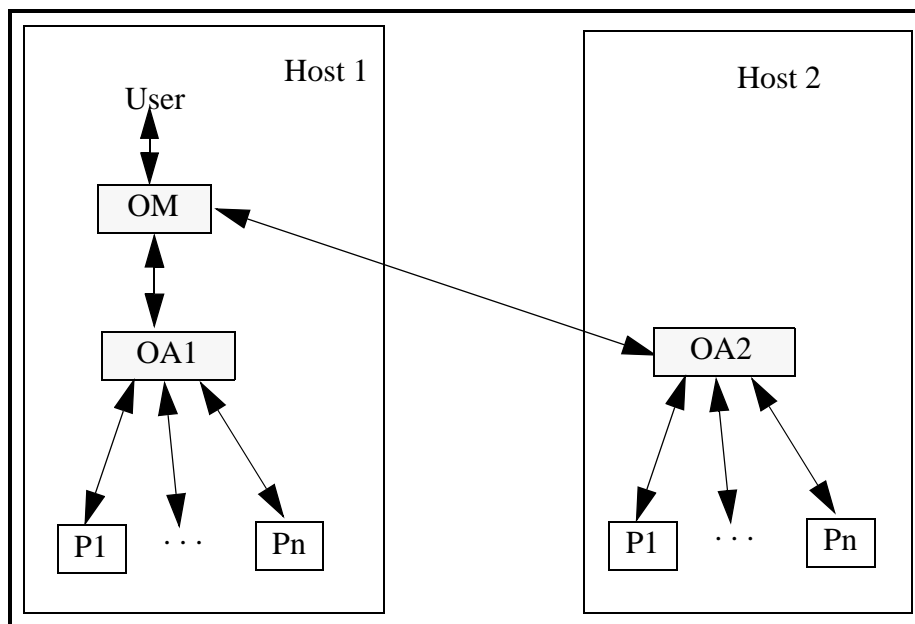 Host 1
Host 2
User
OM
OA1
OA2
P1
. . .
Pn
P1
. . .
Pn